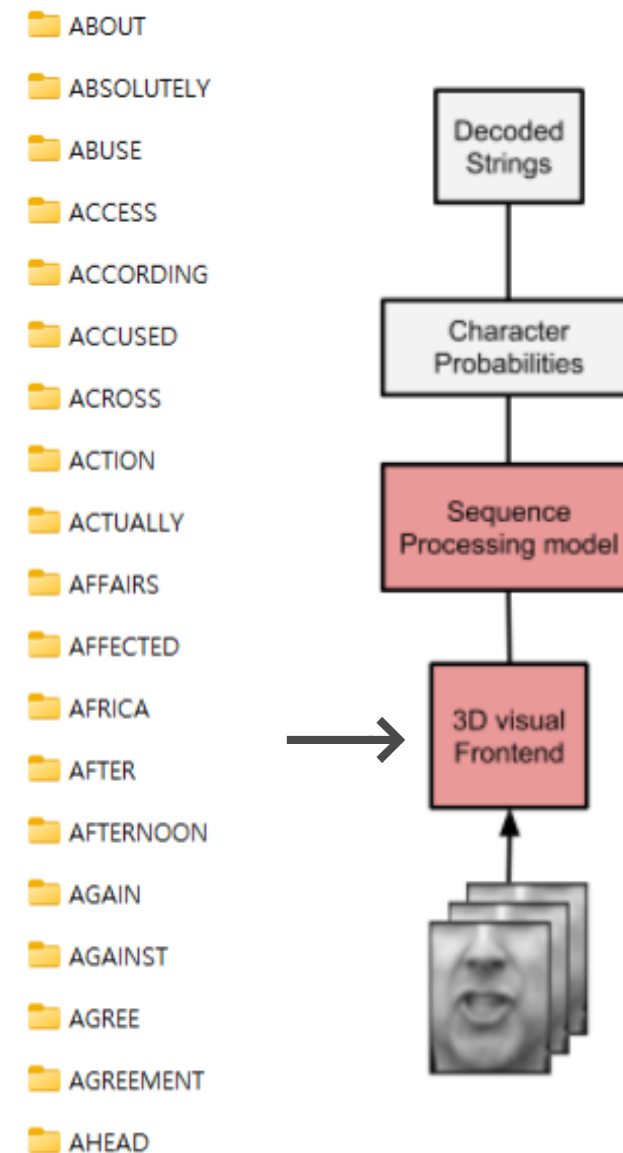 ABOUT
ABSOLUTELY
ABUSE
ACCESS
ACCORDING
ACCUSED
ACROSS
ACTION
ACTUALLY
AFFAIRS
AFFECTED
AFRICA
AFTER
AFTERNOON
AGAIN
AGAINST
AGREE
AGREEMENT
AHEAD
Decoded
Strings
Character
Probabilities
Sequence
Processing model
3D visual
Frontend